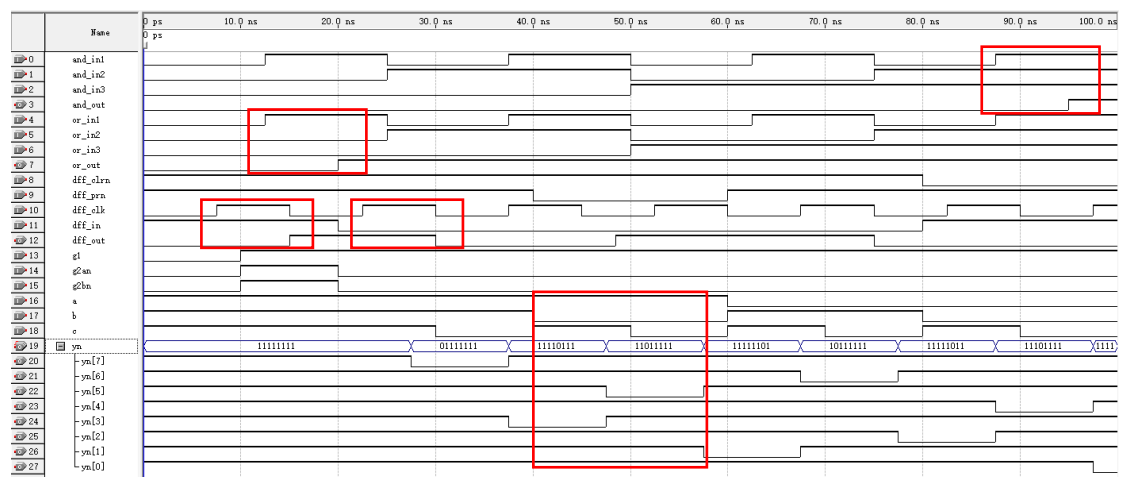 Name 0 ps 10.0 ns 20.0 ns 30.0 ns 40.0 ns 50.0 ns 60.0 ns 70.0 ns 80.0 ns 90.0 ns 100.0 ns
0 ps
0 and_in1
1 and_in2
2 and_in3
3 and_out
4 or_in1
5 or_in2
6 or_in3
7 or_out
8 dff_clrn
9 dff_prn
10 dff_clk
11 dff_in
12 dff_out
13 g1
14 g2an
15 g2bn
16 a
17 b
18 c
19 yn 11111111 01111111 11110111 11011111 11111101 10111111 11111011 11101111 1111
20 yn[7]
21 yn[6]
22 yn[5]
23 yn[4]
24 yn[3]
25 yn[2]
26 yn[1]
27 yn[0]